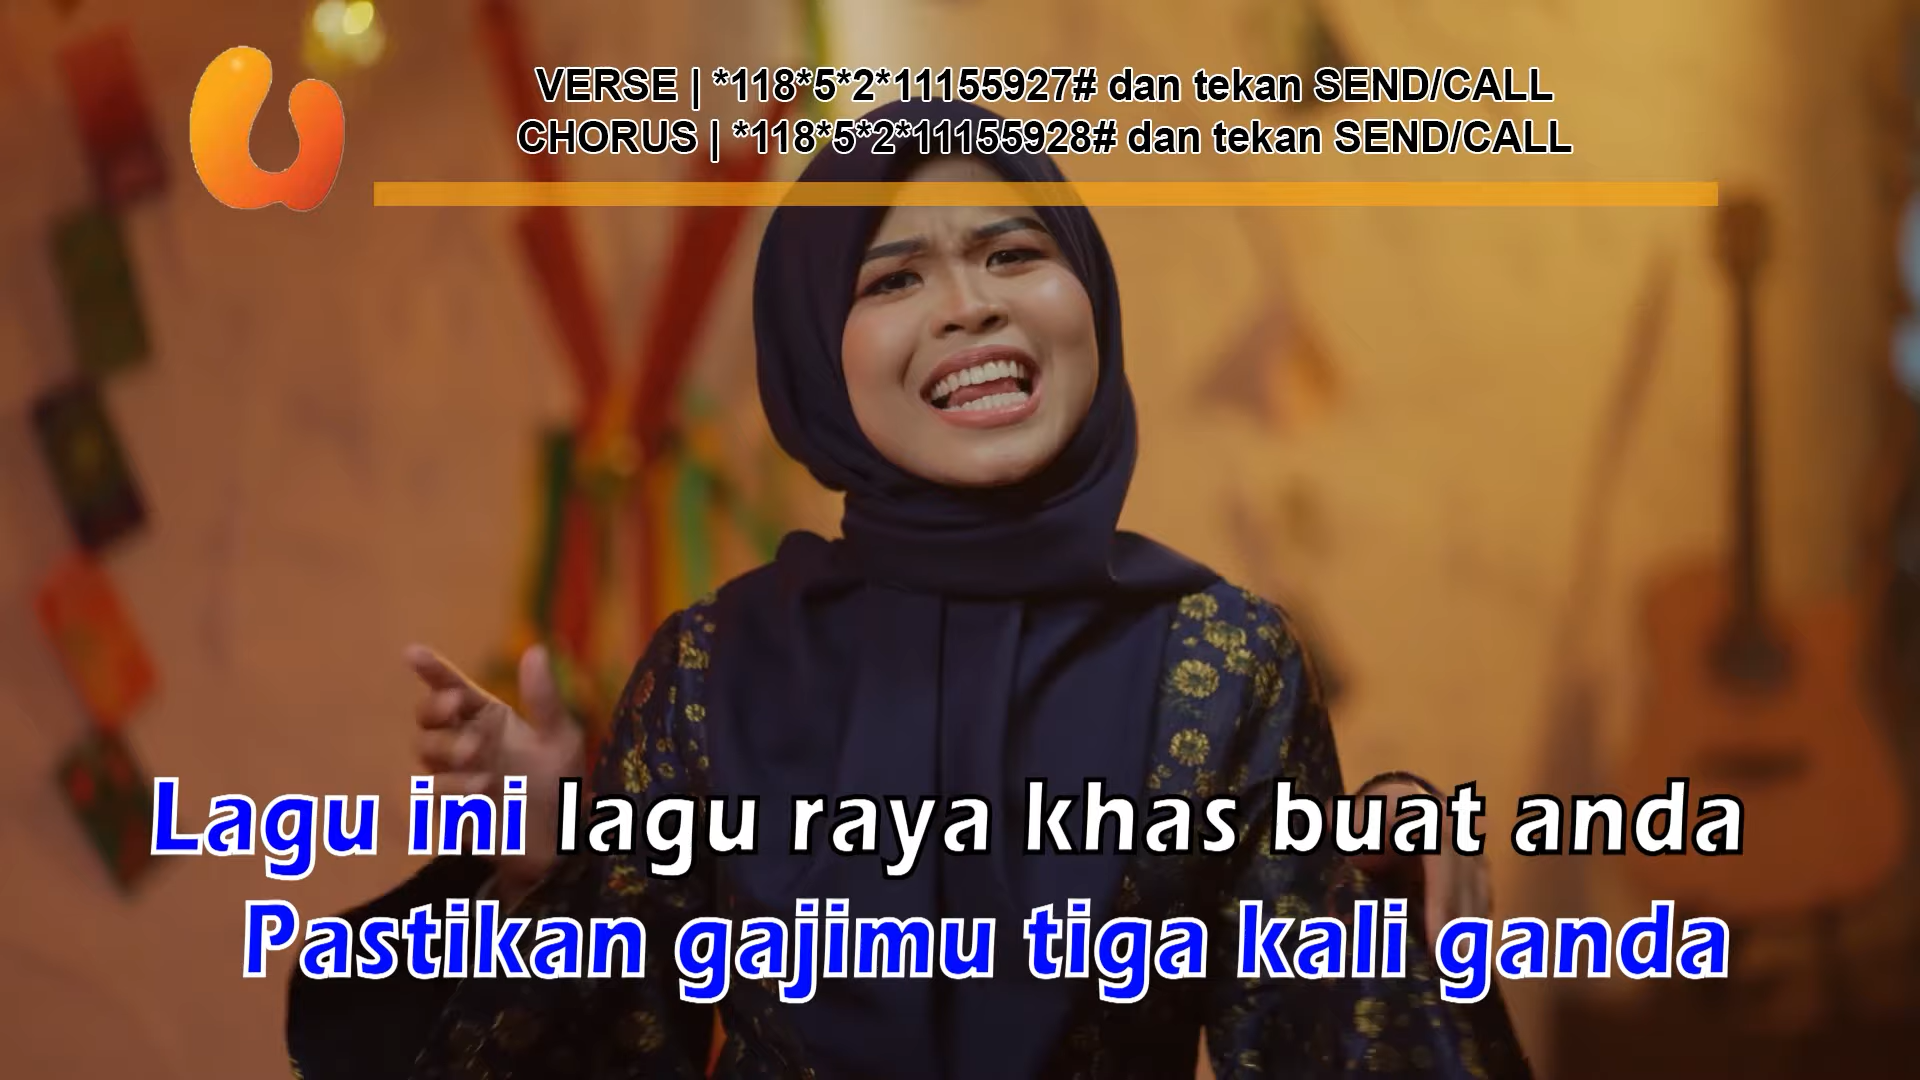 VERSE | *118*5*2*11155927# dan tekan SEND/CALL
CHORUS | *118*5*2*11155928# dan tekan SEND/CALL
Lagu ini lagu raya khas buat anda
Pastikan gajimu tiga kali ganda